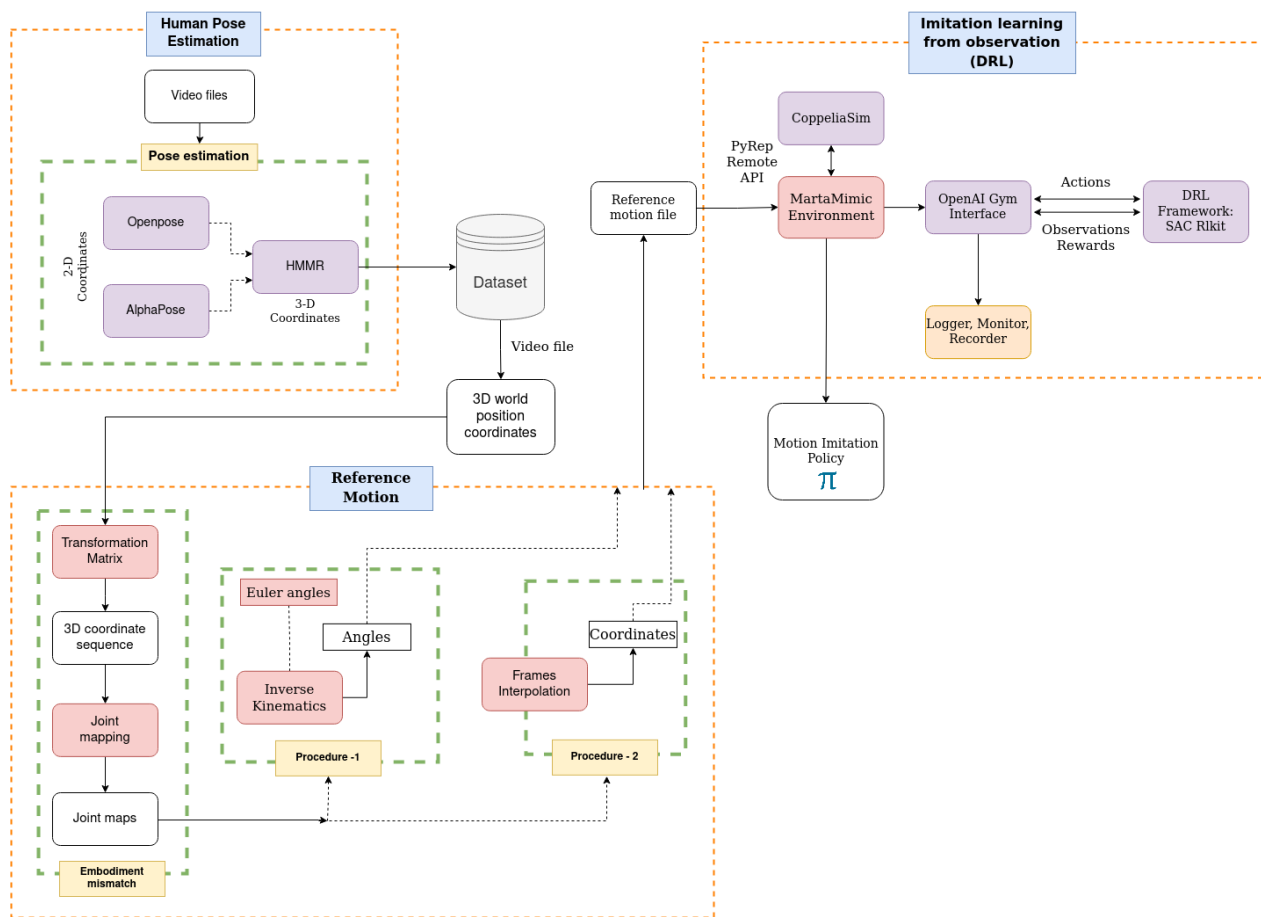 Human Pose
Estimation
Video files
Pose estimation
Openpose
2-D
Coordinates
HMMR
AlphaPose
3-D
Coordinates
Dataset
Video file
3D world
position
coordinates
Imitation learning
from observation
(DRL)
CoppeliaSim
PyRep
Remote
API
Reference
motion file
MartaMimic
Environment
OpenAI Gym
Interface
Actions
Observations
Rewards
DRL
Framework:
SAC Rlkit
Logger, Monitor,
Recorder
Motion Imitation
Policy
π
Reference
Motion
Transformation
Matrix
3D coordinate
sequence
Joint
mapping
Joint maps
Embodiment
mismatch
Euler angles
Angles
Inverse
Kinematics
Procedure -1
Coordinates
Frames
Interpolation
Procedure - 2